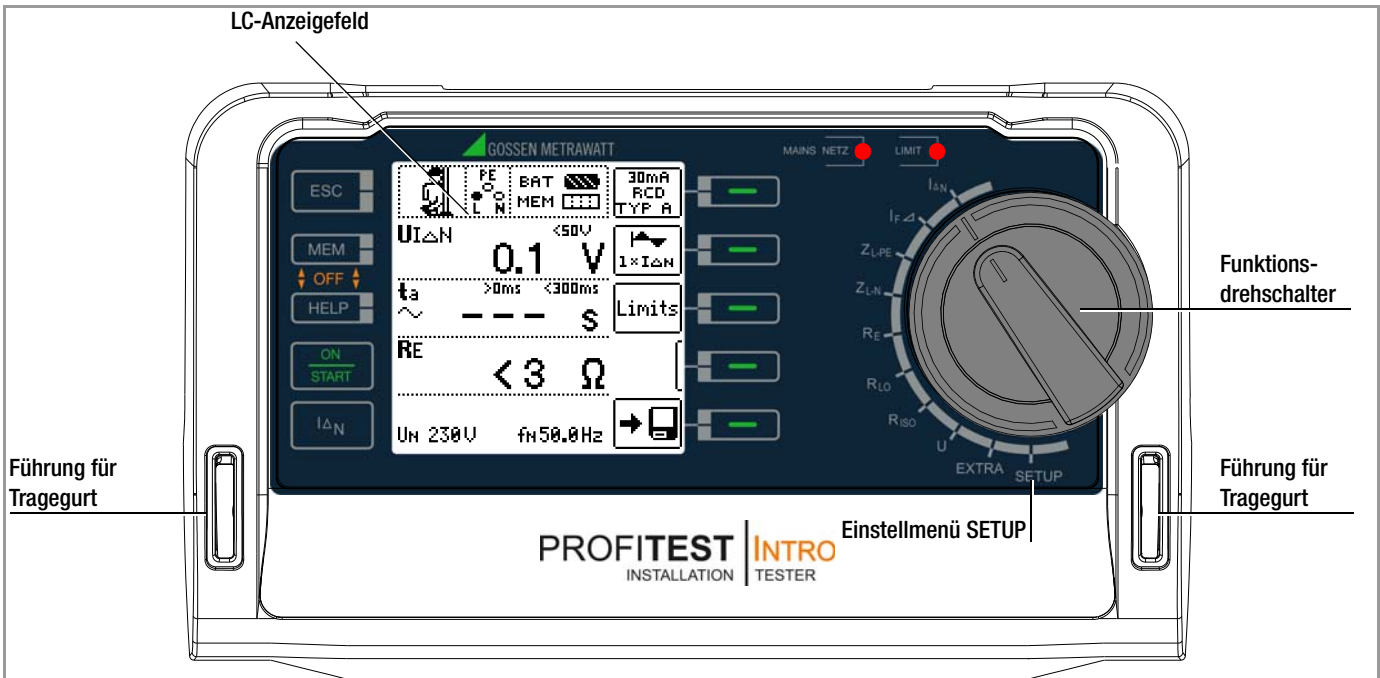 LC-Anzeigefeld
GOSSEN METRAWATT
MAINS NETZ
LIMIT
ESC
MEM
OFF
HELP
ON
START
IΔN
PE
L N
BAT
MEM
30mA
RCD
TYP A
UIΔN
<50V
0.1 V
1×IΔN
ta
>0ms <300ms
~ --- s
Limits
RE
<3 Ω
UN 230V fN50.0Hz
IΔN
IF
ZL-PE
ZL-N
RE
RLO
RISO
U
EXTRA
SETUP
Funktions-
drehschalter
Führung für
Tragegurt
Führung für
Tragegurt
Einstellmenü SETUP
PROFITEST INTRO
INSTALLATION TESTER